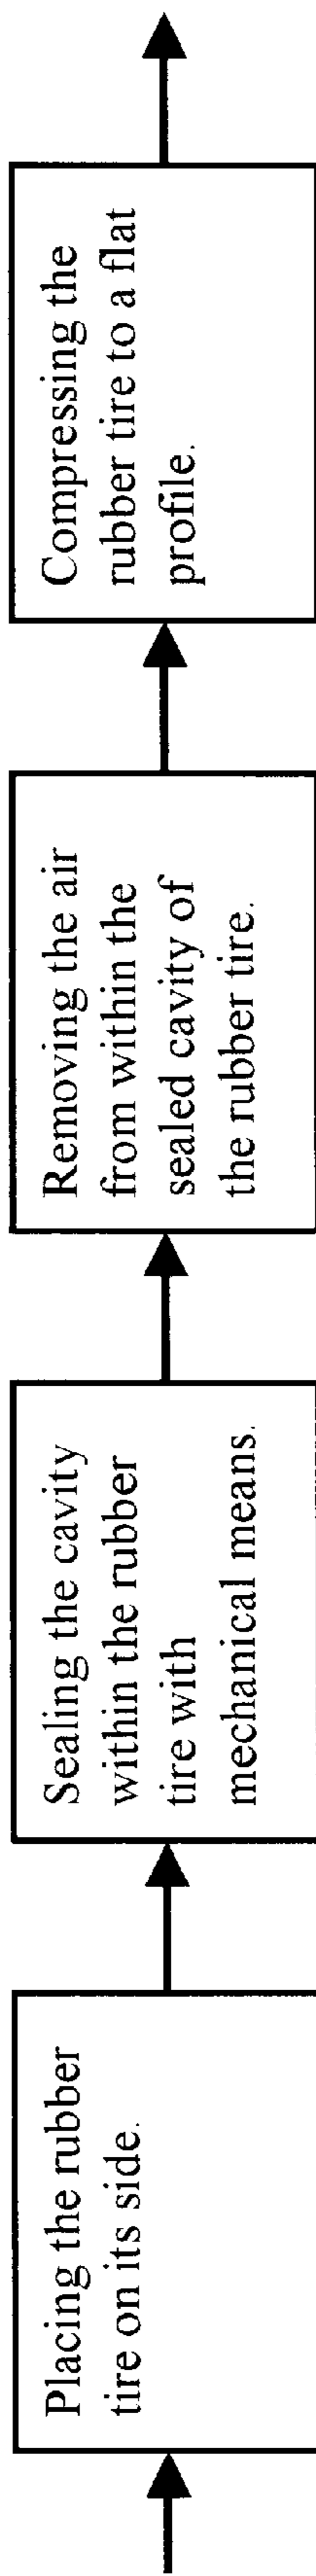 Placing the rubber
tire on its side.
Sealing the cavity
within the rubber
tire with
mechanical means.
Removing the air
from within the
sealed cavity of
the rubber tire.
Compressing the
rubber tire to a flat
profile.